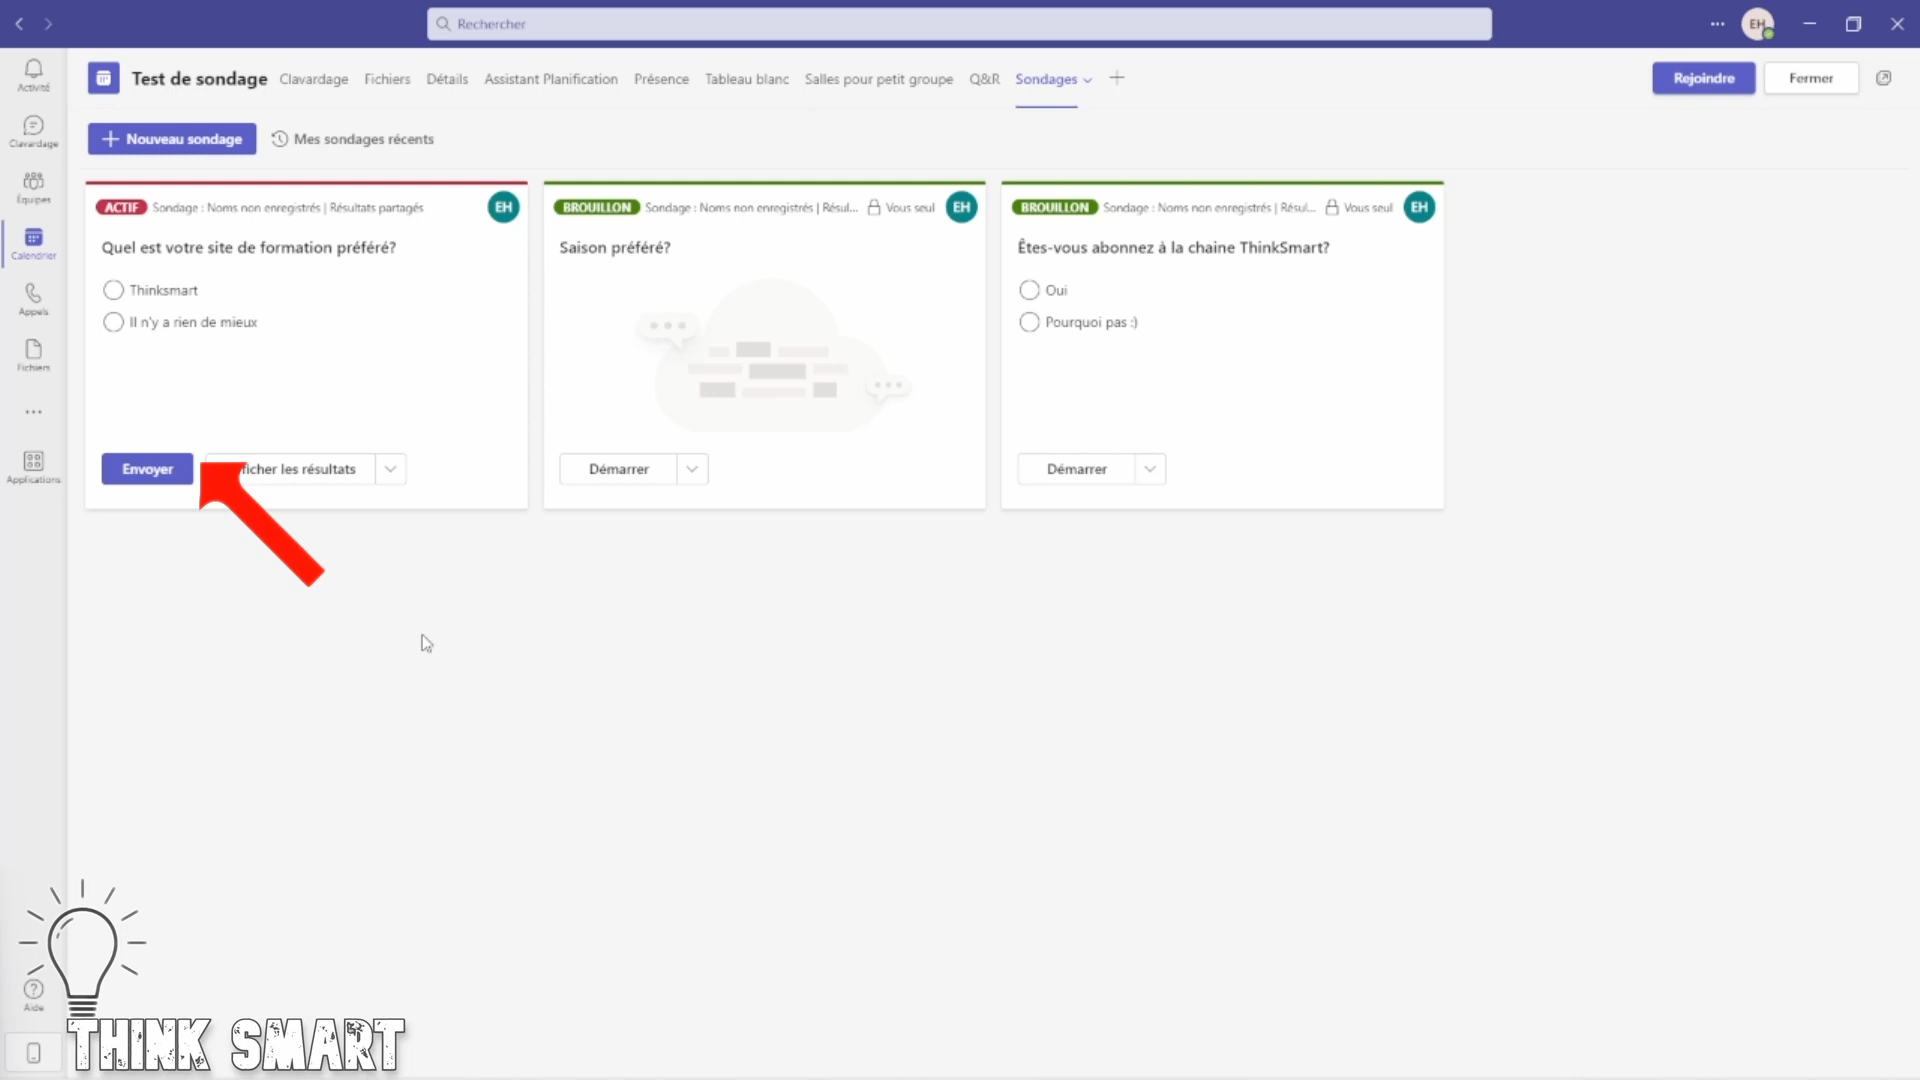 Rechercher
EH
Activité
Clavardage
Équipes
Calendrier
Appels
Fichiers
Applications
Aide
Test de sondage Clavardage Fichiers Détails Assistant Planification Présence Tableau blanc Salles pour petit groupe Q&R Sondages
Rejoindre Fermer
Nouveau sondage Mes sondages récents
ACTIF Sondage : Noms non enregistrés | Résultats partagés EH
Quel est votre site de formation préféré?
Thinksmart
Il n'y a rien de mieux
Envoyer ficher les résultats
BROUILLON Sondage : Noms non enregistrés | Résul... Vous seul EH
Saison préféré?
Démarrer
BROUILLON Sondage : Noms non enregistrés | Résul... Vous seul EH
Êtes-vous abonnez à la chaine ThinkSmart?
Oui
Pourquoi pas :)
Démarrer
THINK SMART